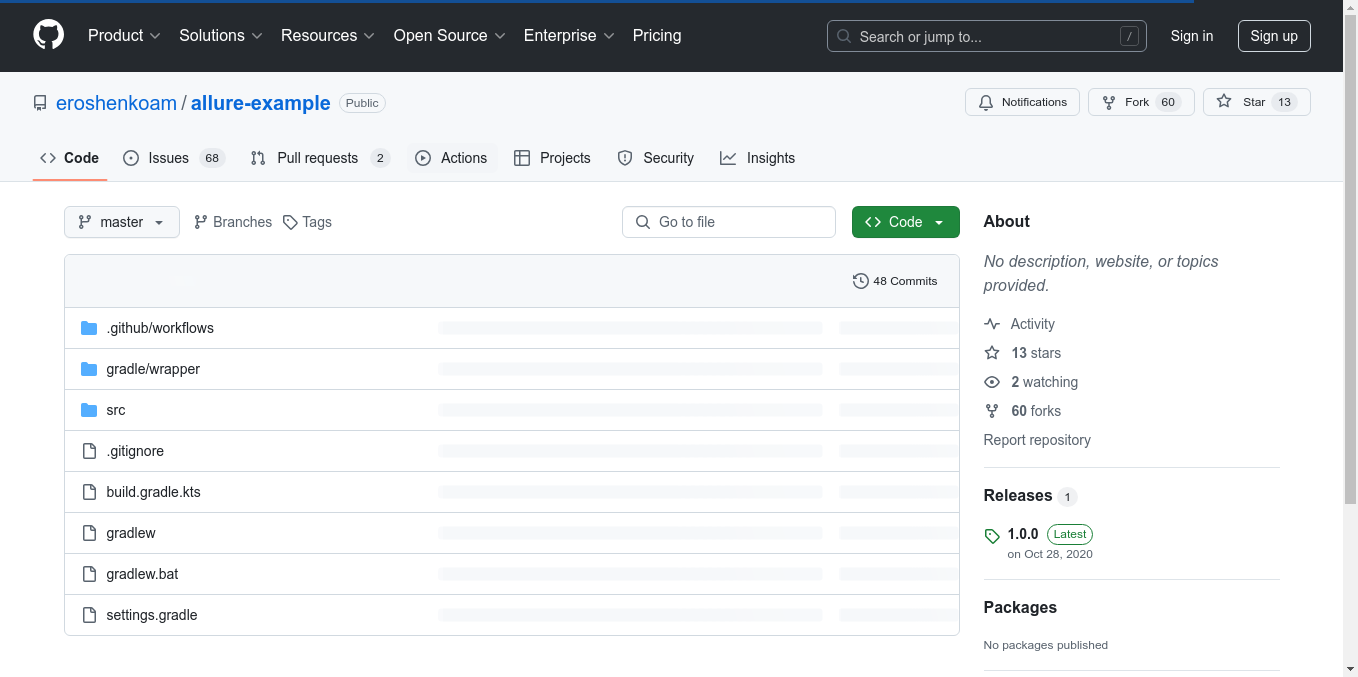 Product Solutions Resources Open Source Enterprise Pricing Search or jump to... / Sign in Sign up
eroshenkoam / allure-example Public Notifications Fork 60 Star 13
Code Issues 68 Pull requests 2 Actions Projects Security Insights
master Branches Tags Go to file Code
48 Commits
.github/workflows
gradle/wrapper
src
.gitignore
build.gradle.kts
gradlew
gradlew.bat
settings.gradle
About
No description, website, or topics
provided.
Activity
13 stars
2 watching
60 forks
Report repository
Releases 1
1.0.0 Latest
on Oct 28, 2020
Packages
No packages published